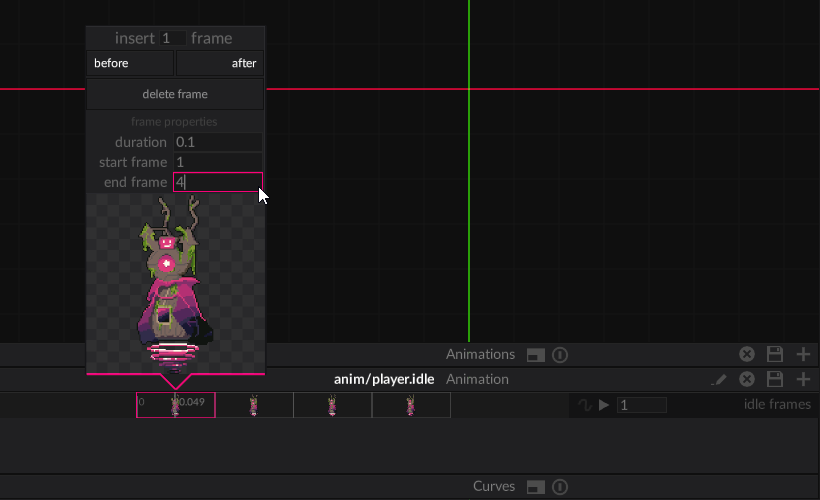 insert 1 frame
before after
delete frame
frame properties
duration 0.1
start frame 1
end frame 4
Animations
anim/player.idle Animation
0 0.049
1 idle frames
Curves